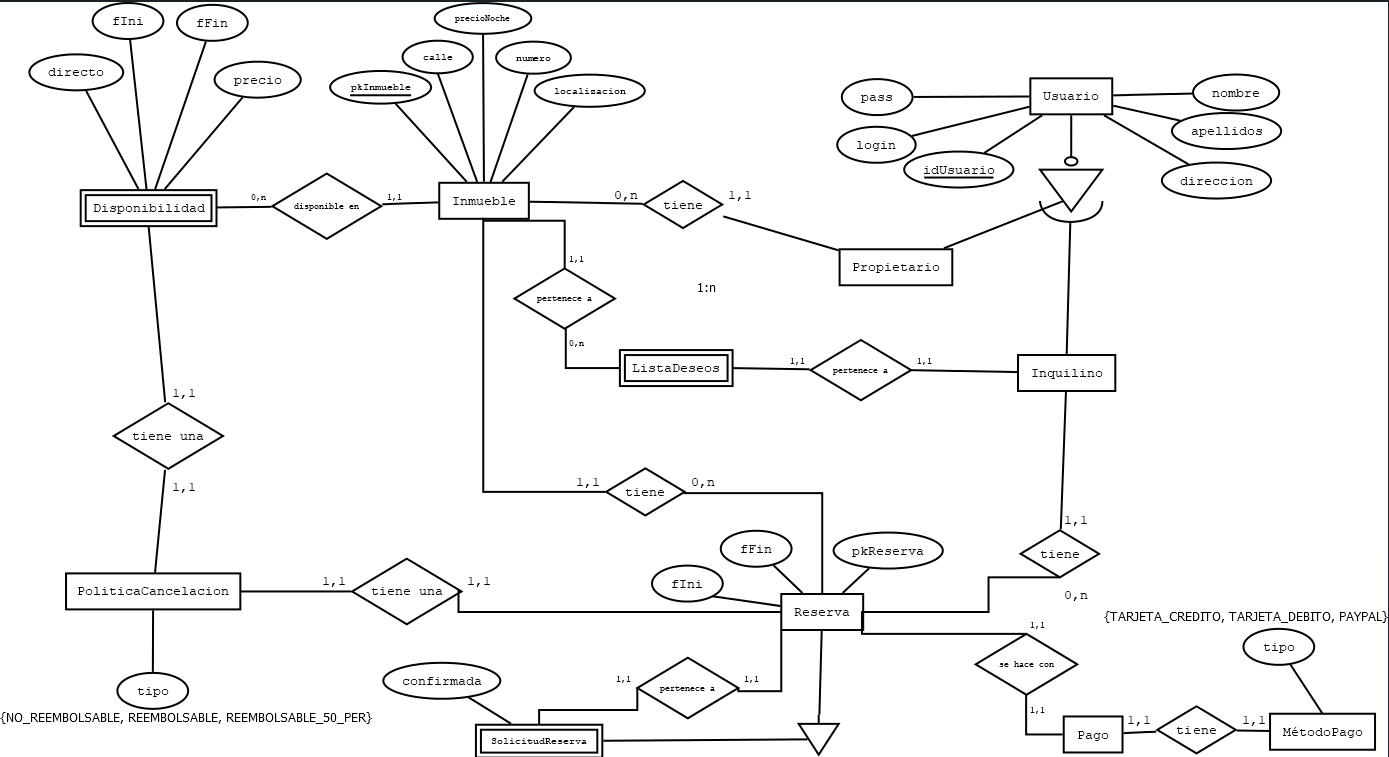 precioNoche
fIni
fFin
calle
numero
directo
precio
pkInmueble
localizacion
pass
Usuario
nombre
login
apellidos
idUsuario
direccion
Disponibilidad
0,n
disponible en
1,1
Inmueble
0,n
tiene
1,1
Propietario
1,1
1:n
pertenece a
0,n
ListaDeseos
1,1
pertenece a
1,1
Inquilino
1,1
tiene una
1,1
1,1
tiene
0,n
1,1
tiene
0,n
fFin
pkReserva
fIni
PoliticaCancelacion
1,1
tiene una
1,1
Reserva
{TARJETA_CREDITO, TARJETA_DEBITO, PAYPAL}
1,1
se hace con
1,1
tipo
tipo
{NO_REEMBOLSABLE, REEMBOLSABLE, REEMBOLSABLE_50_PER}
confirmada
1,1
pertenece a
1,1
SolicitudReserva
Pago
1,1
tiene
1,1
MétodoPago